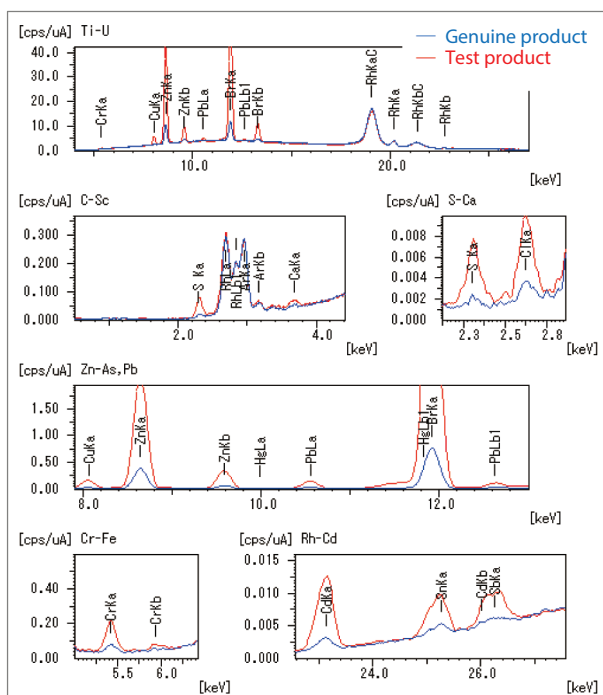 [cps/uA] Ti-U
Genuine product
Test product
40.0
30.0
20.0
10.0
0.0
CrKa
CuKa
ZnKa
ZnKb
PbLa
BrKa
PbLb1
BrKb
RhKaC
RhKa
RhKbC
RhKb
10.0
20.0
[keV]
[cps/uA] C-Sc
0.300
0.200
0.100
0.000
S Ka
RhLa
RhLb1
ArKa
ArKb
CaKa
2.0
4.0
[keV]
[cps/uA] S-Ca
0.008
0.006
0.004
0.002
0.000
S Ka
ClKa
2.3
2.5
2.8
[keV]
[cps/uA] Zn-As,Pb
1.50
1.00
0.50
0.00
CuKa
ZnKa
ZnKb
HgLa
PbLa
HgLb1
BrKa
PbLb1
8.0
10.0
12.0
[keV]
[cps/uA] Cr-Fe
0.40
0.20
0.00
CrKa
CrKb
5.5
6.0
[keV]
[cps/uA] Rh-Cd
0.015
0.010
0.005
0.000
CdKa
SnKa
CdKb
SbKa
24.0
26.0
[keV]